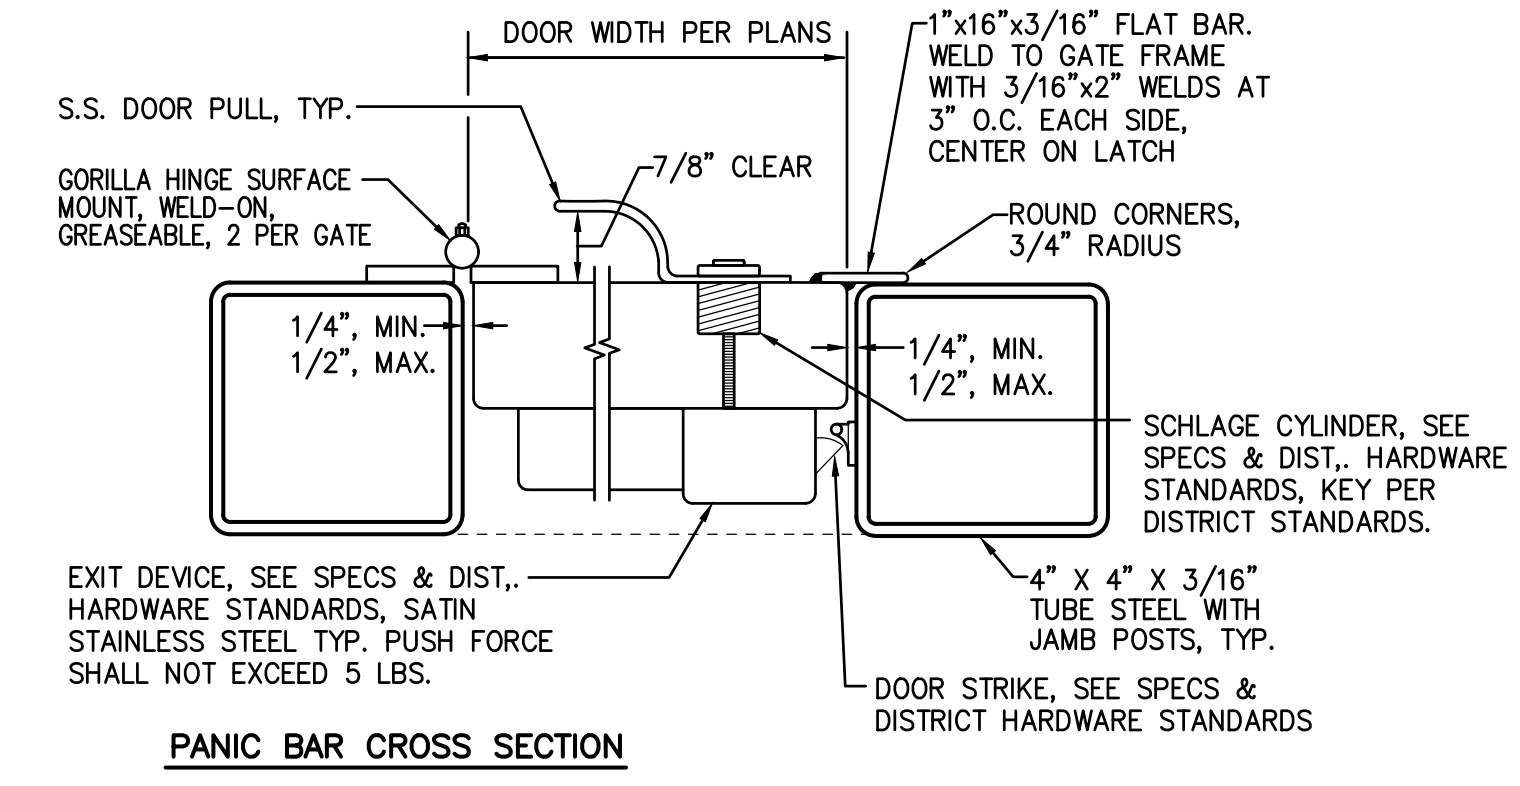 DOOR WIDTH PER PLANS
1"x16"x3/16" FLAT BAR.
WELD TO GATE FRAME
WITH 3/16"x2" WELDS AT
3" O.C. EACH SIDE,
CENTER ON LATCH
S.S. DOOR PULL, TYP.
7/8" CLEAR
GORILLA HINGE SURFACE
MOUNT, WELD-ON,
GREASEABLE, 2 PER GATE
ROUND CORNERS,
3/4" RADIUS
1/4", MIN.
1/2", MAX.
1/4", MIN.
1/2", MAX.
SCHLAGE CYLINDER, SEE
SPECS & DIST,. HARDWARE
STANDARDS, KEY PER
DISTRICT STANDARDS.
EXIT DEVICE, SEE SPECS & DIST,.
HARDWARE STANDARDS, SATIN
STAINLESS STEEL TYP. PUSH FORCE
SHALL NOT EXCEED 5 LBS.
4" X 4" X 3/16"
TUBE STEEL WITH
JAMB POSTS, TYP.
DOOR STRIKE, SEE SPECS &
DISTRICT HARDWARE STANDARDS
PANIC BAR CROSS SECTION